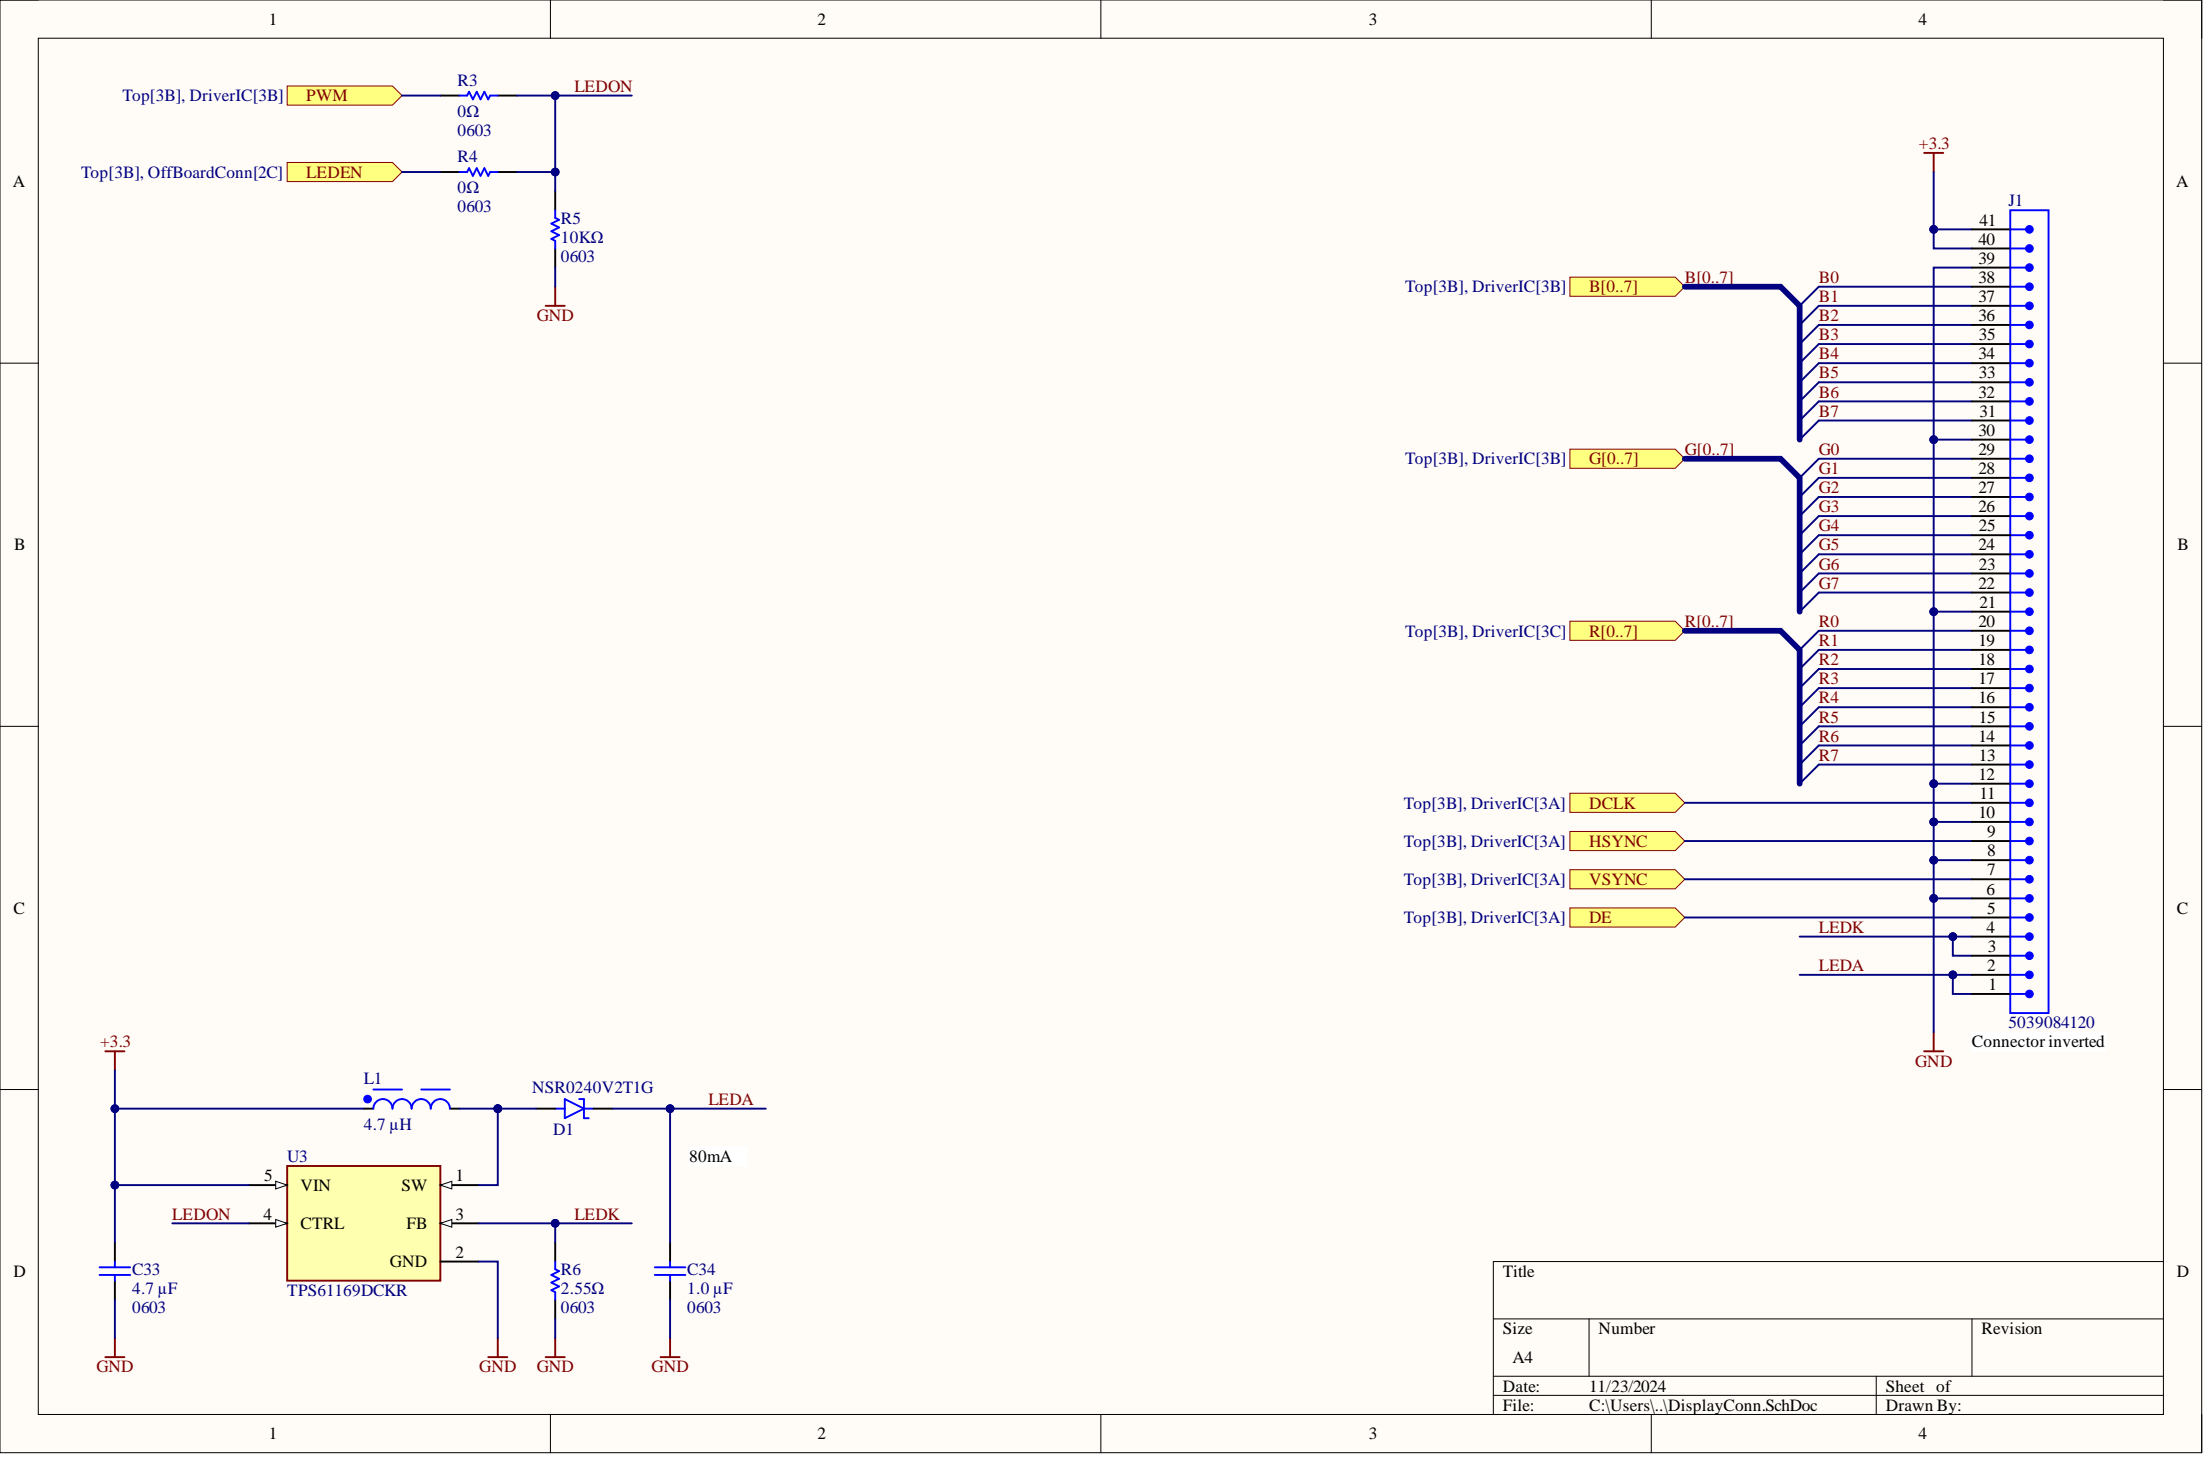 1 2 3 4
A
B
C
D
Top[3B], DriverIC[3B] PWM
R3
0Ω
0603
LEDON
Top[3B], OffBoardConn[2C] LEDEN
R4
0Ω
0603
R5
10KΩ
0603
GND
+3.3
J1
41
40
39
Top[3B], DriverIC[3B] B[0..7] B[0..7]
B0 38
B1 37
B2 36
B3 35
B4 34
B5 33
B6 32
B7 31
30
Top[3B], DriverIC[3B] G[0..7] G[0..7]
G0 29
G1 28
G2 27
G3 26
G4 25
G5 24
G6 23
G7 22
21
Top[3B], DriverIC[3C] R[0..7] R[0..7]
R0 20
R1 19
R2 18
R3 17
R4 16
R5 15
R6 14
R7 13
12
Top[3B], DriverIC[3A] DCLK 11
10
Top[3B], DriverIC[3A] HSYNC 9
8
Top[3B], DriverIC[3A] VSYNC 7
6
Top[3B], DriverIC[3A] DE 5
LEDK 4
3
LEDA 2
1
5039084120
Connector inverted
GND
+3.3
L1
4.7 µH
NSR0240V2T1G
D1
LEDA
80mA
U3
5 VIN SW 1
LEDON 4 CTRL FB 3 LEDK
GND 2
TPS61169DCKR
C33
4.7 µF
0603
R6
2.55Ω
0603
C34
1.0 µF
0603
GND GND GND GND
Title
Size Number Revision
A4
Date: 11/23/2024 Sheet of
File: C:\Users\..\DisplayConn.SchDoc Drawn By:
A
B
C
D
1 2 3 4